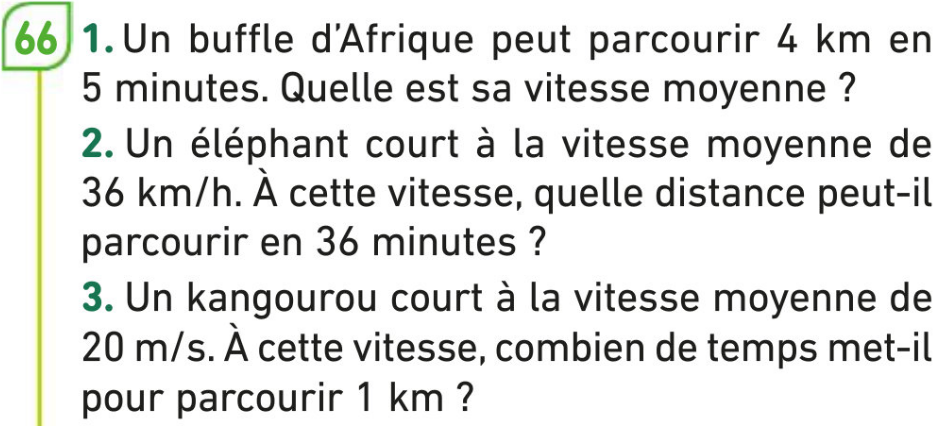 66 1. Un buffle d’Afrique peut parcourir 4 km en
5 minutes. Quelle est sa vitesse moyenne ?
2. Un éléphant court à la vitesse moyenne de
36 km/h. À cette vitesse, quelle distance peut-il
parcourir en 36 minutes ?
3. Un kangourou court à la vitesse moyenne de
20 m/s. À cette vitesse, combien de temps met-il
pour parcourir 1 km ?